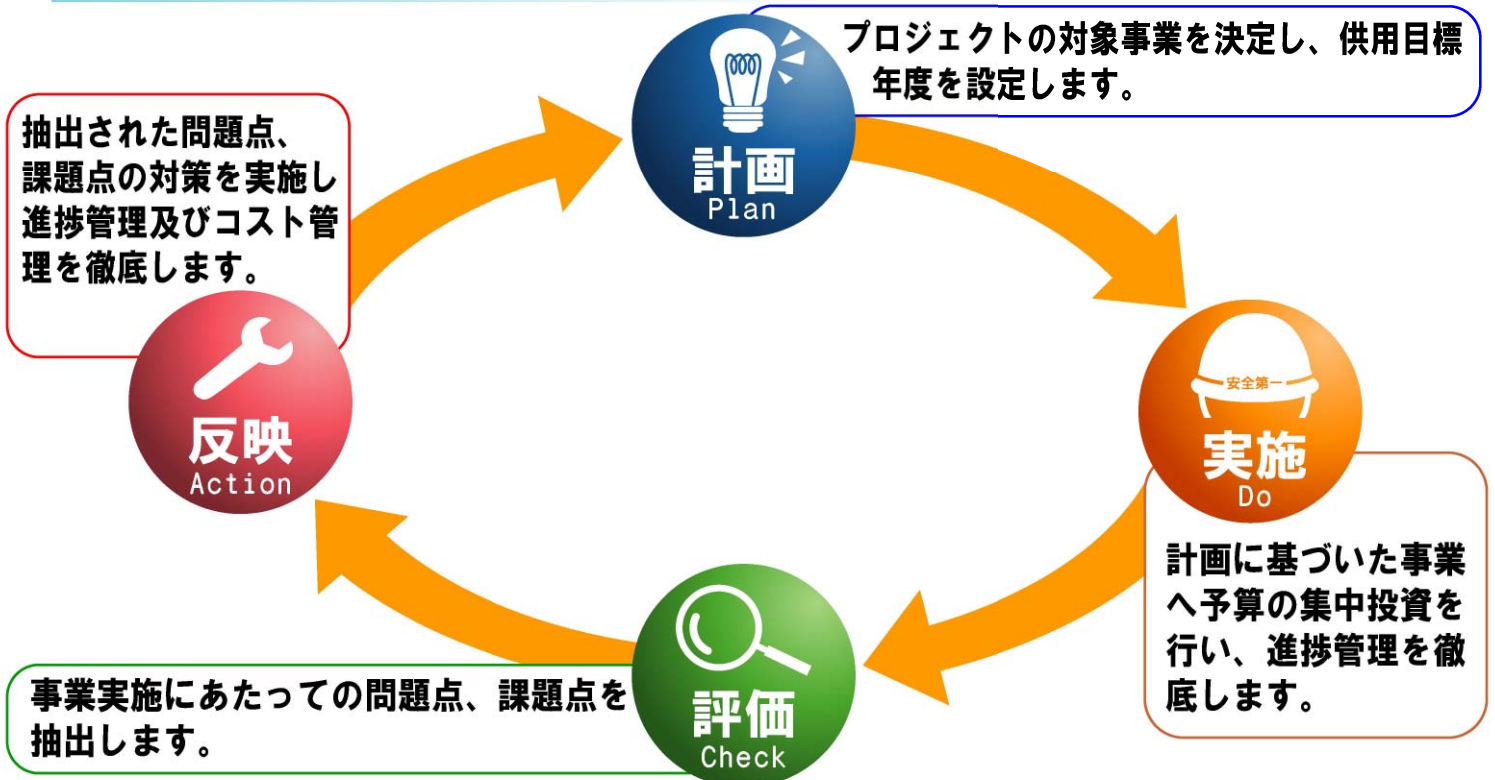 プロジェクトの対象事業を決定し、供用目標
年度を設定します。
計画
Plan
抽出された問題点、
課題点の対策を実施し
進捗管理及びコスト管
理を徹底します。
反映
Action
安全第一
実施
Do
計画に基づいた事業
へ予算の集中投資を
行い、進捗管理を徹
底します。
事業実施にあたっての問題点、課題点を
抽出します。
評価
Check